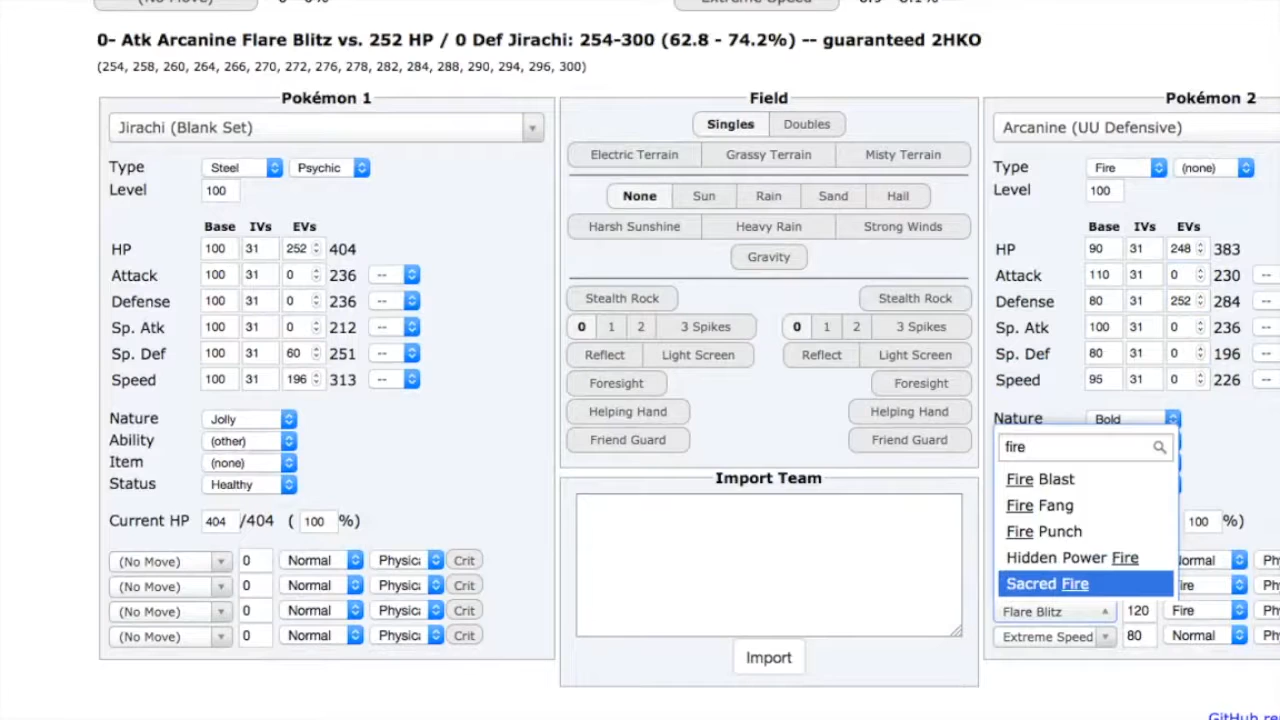 (No Move) 0 - 0% Extreme Speed
0- Atk Arcanine Flare Blitz vs. 252 HP / 0 Def Jirachi: 254-300 (62.8 - 74.2%) -- guaranteed 2HKO
(254, 258, 260, 264, 266, 270, 272, 276, 278, 282, 284, 288, 290, 294, 296, 300)
Pokémon 1
Jirachi (Blank Set)
Type Steel Psychic
Level 100
Base IVs EVs
HP 100 31 252 404
Attack 100 31 0 236 --
Defense 100 31 0 236 --
Sp. Atk 100 31 0 212 --
Sp. Def 100 31 60 251 --
Speed 100 31 196 313 --
Nature Jolly
Ability (other)
Item (none)
Status Healthy
Current HP 404 /404 ( 100 %)
(No Move) 0 Normal Physica Crit
(No Move) 0 Normal Physica Crit
(No Move) 0 Normal Physica Crit
(No Move) 0 Normal Physica Crit
Field
Singles Doubles
Electric Terrain Grassy Terrain Misty Terrain
None Sun Rain Sand Hail
Harsh Sunshine Heavy Rain Strong Winds
Gravity
Stealth Rock Stealth Rock
0 1 2 3 Spikes 0 1 2 3 Spikes
Reflect Light Screen Reflect Light Screen
Foresight Foresight
Helping Hand Helping Hand
Friend Guard Friend Guard
Import Team
Import
Pokémon 2
Arcanine (UU Defensive)
Type Fire (none)
Level 100
Base IVs EVs
HP 90 31 248 383
Attack 110 31 0 230 --
Defense 80 31 252 284 --
Sp. Atk 100 31 0 236 --
Sp. Def 80 31 0 196 --
Speed 95 31 0 226 --
Nature Bold
fire
Fire Blast
Fire Fang
Fire Punch
Hidden Power Fire
Sacred Fire
100 %)
Flare Blitz 120 Fire
Extreme Speed 80 Normal